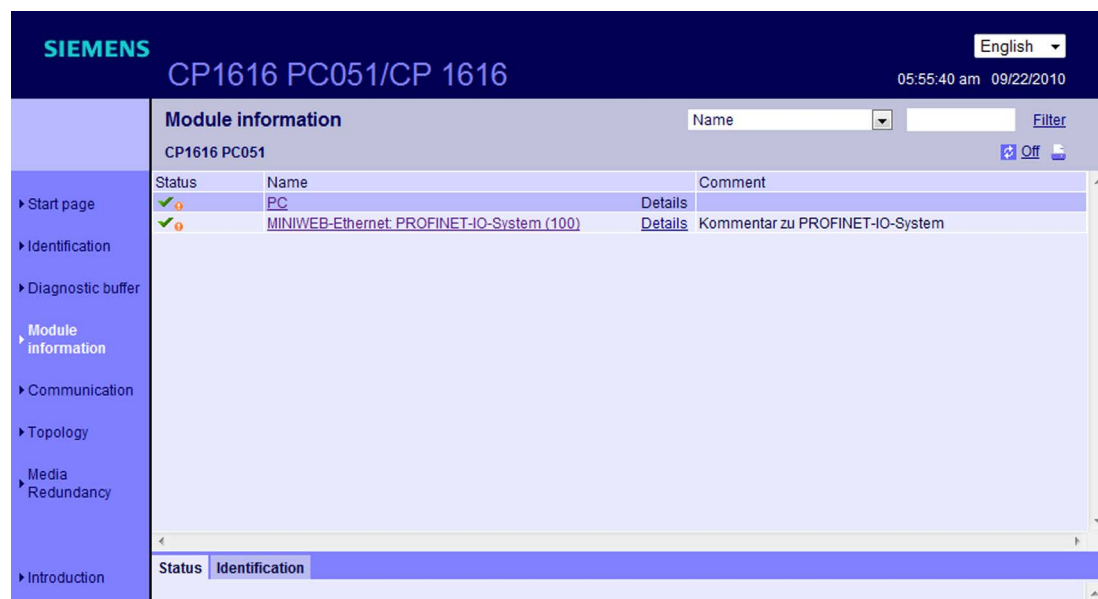 SIEMENS
English
CP1616 PC051/CP 1616
05:55:40 am 09/22/2010
Module information
Name
Filter
CP1616 PC051
Off
Status Name Comment
PC Details
MINIWEB-Ethernet: PROFINET-IO-System (100) Details Kommentar zu PROFINET-IO-System
Start page
Identification
Diagnostic buffer
Module
information
Communication
Topology
Media
Redundancy
Introduction
Status Identification